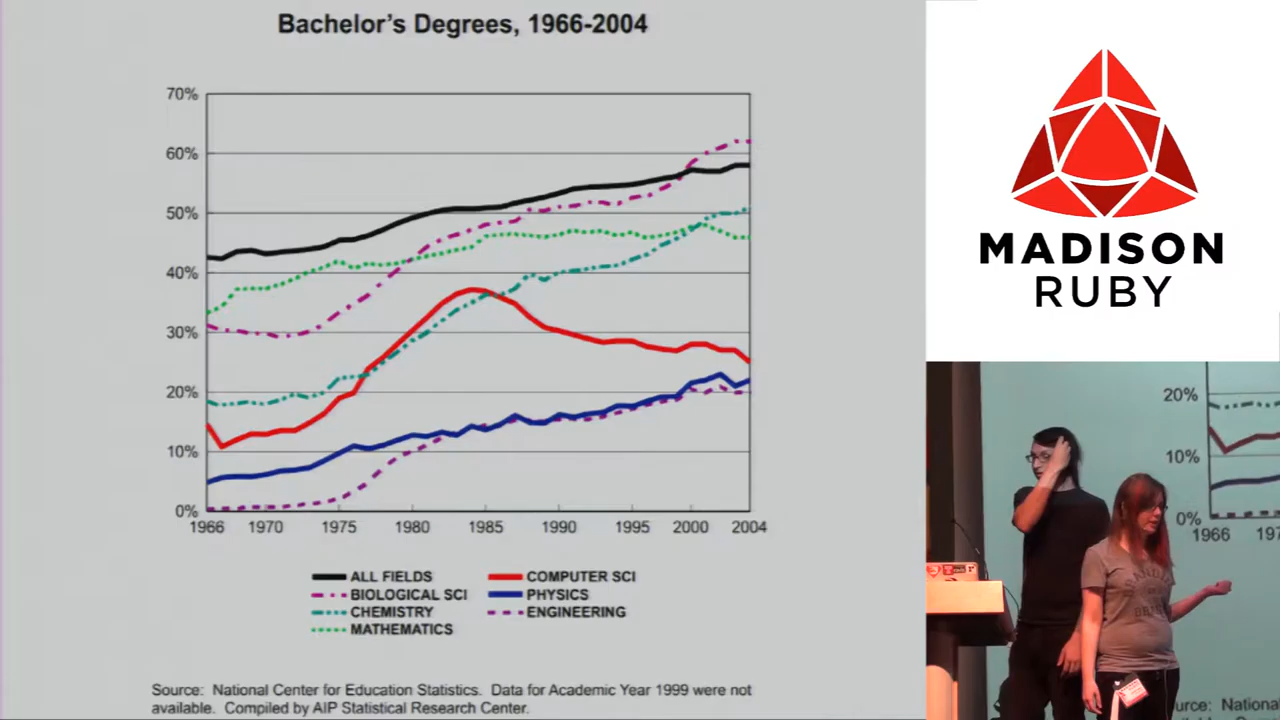 Bachelor's Degrees, 1966-2004
70%
60%
50%
40%
30%
20%
10%
0%
1966 1970 1975 1980 1985 1990 1995 2000 2004
ALL FIELDS COMPUTER SCI
BIOLOGICAL SCI PHYSICS
CHEMISTRY ENGINEERING
MATHEMATICS
Source: National Center for Education Statistics. Data for Academic Year 1999 were not
available. Compiled by AIP Statistical Research Center.
MADISON
RUBY
20%
10%
0%
1966 197
urce: Nationa